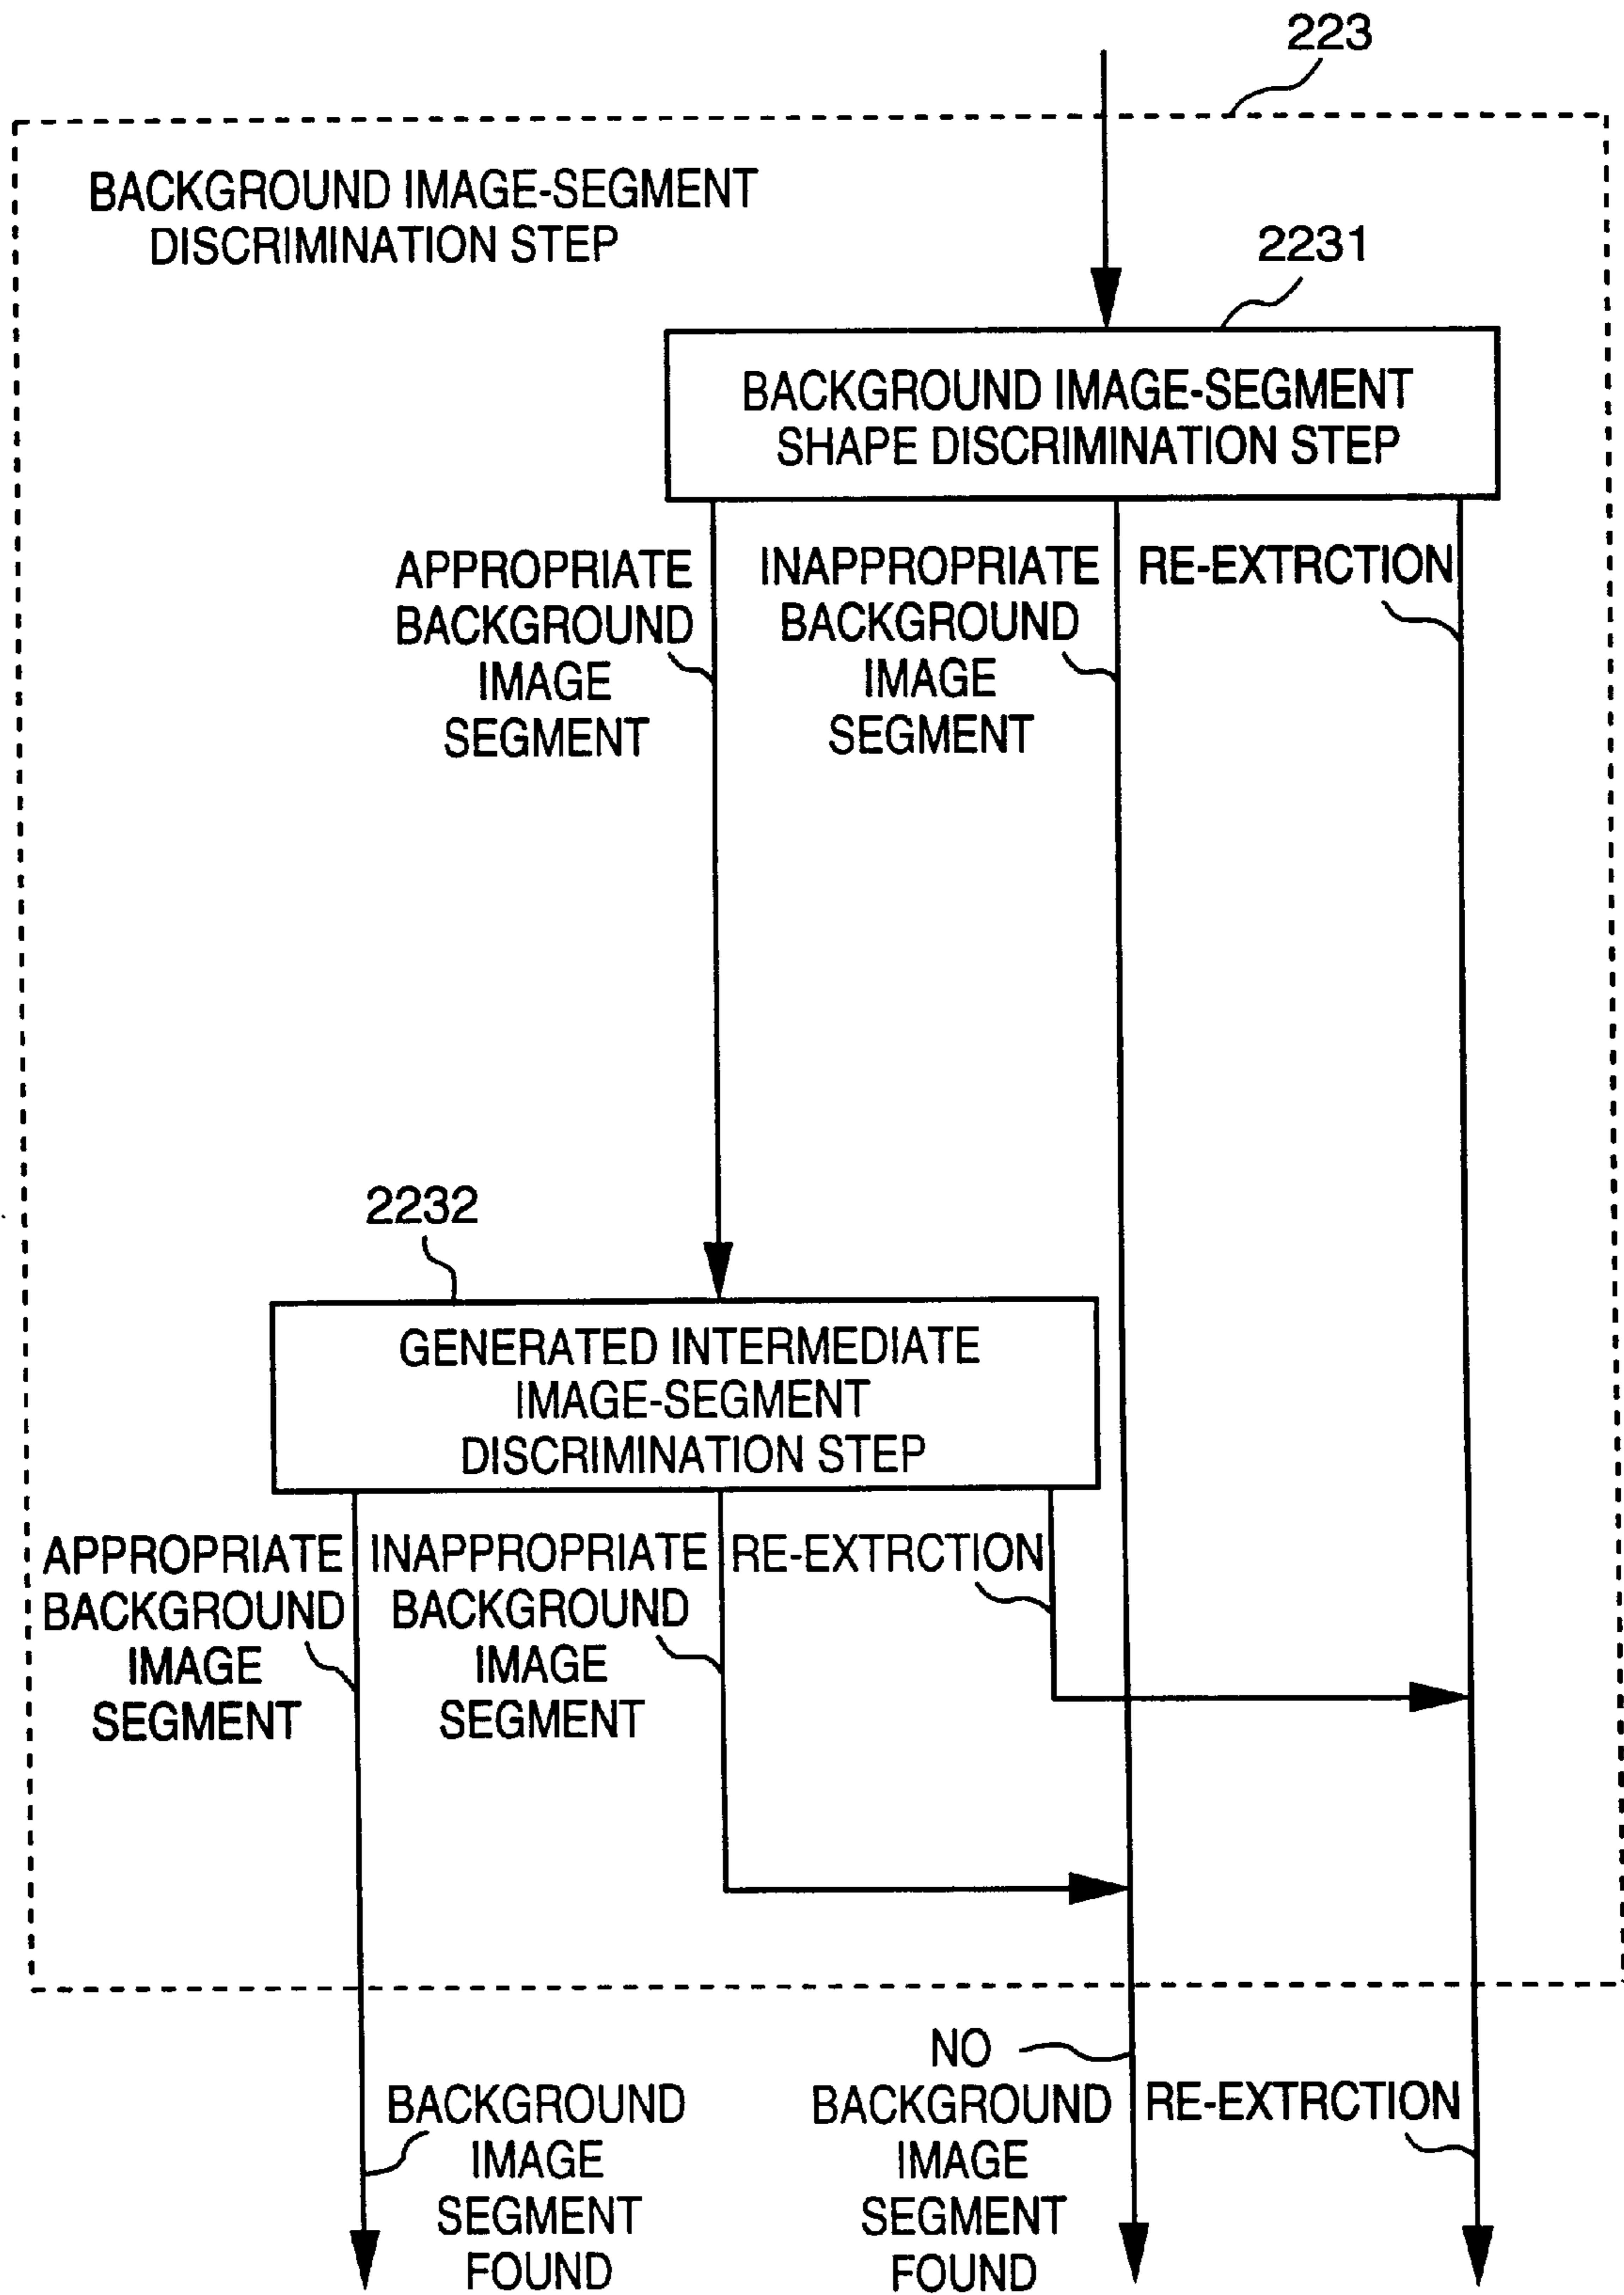 223
BACKGROUND IMAGE-SEGMENT
DISCRIMINATION STEP
2231
BACKGROUND IMAGE-SEGMENT
SHAPE DISCRIMINATION STEP
APPROPRIATE
BACKGROUND
IMAGE
SEGMENT
INAPPROPRIATE
BACKGROUND
IMAGE
SEGMENT
RE-EXTRCTION
2232
GENERATED INTERMEDIATE
IMAGE-SEGMENT
DISCRIMINATION STEP
APPROPRIATE
BACKGROUND
IMAGE
SEGMENT
INAPPROPRIATE
BACKGROUND
IMAGE
SEGMENT
RE-EXTRCTION
BACKGROUND
IMAGE
SEGMENT
FOUND
NO
BACKGROUND
IMAGE
SEGMENT
FOUND
RE-EXTRCTION